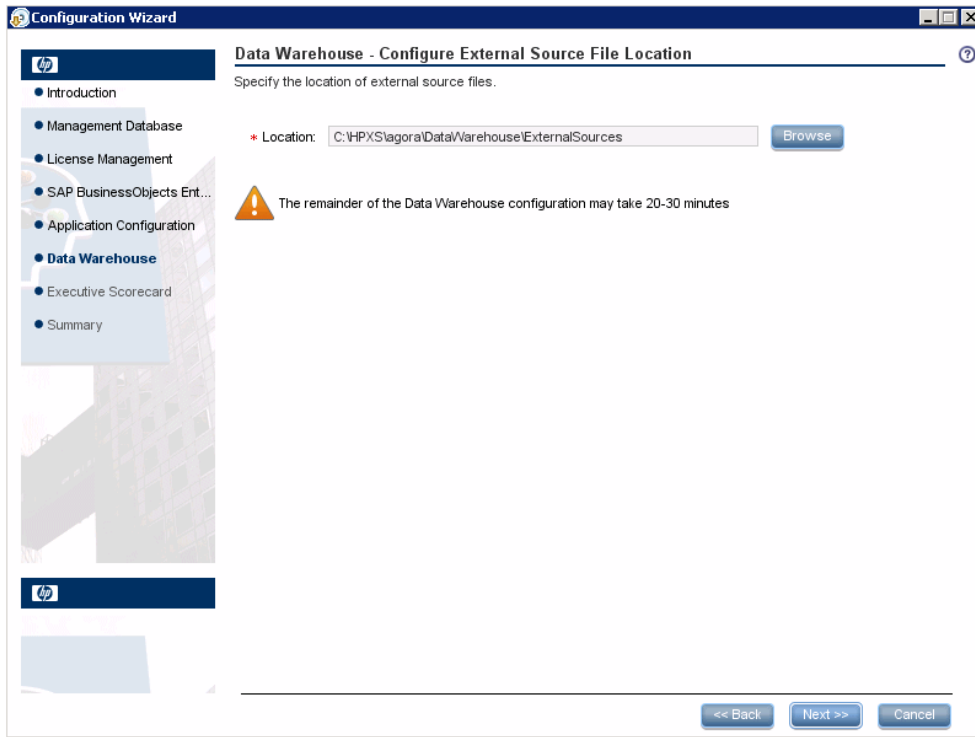 Configuration Wizard
hp
Introduction
Management Database
License Management
SAP BusinessObjects Ent...
Application Configuration
Data Warehouse
Executive Scorecard
Summary
hp
Data Warehouse - Configure External Source File Location
?
Specify the location of external source files.
* Location: C:\HPXS\agora\DataWarehouse\ExternalSources Browse
The remainder of the Data Warehouse configuration may take 20-30 minutes
<< Back Next >> Cancel